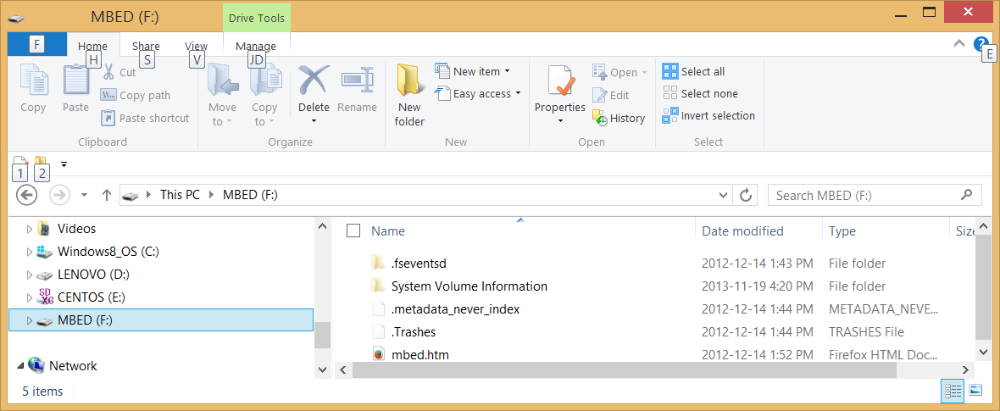 MBED (F:)
Drive Tools
F
Home
Share
View
Manage
H
S
V
JD
E
Copy
Paste
Cut
Copy path
Paste shortcut
Clipboard
Move to
Copy to
Delete
Rename
Organize
New folder
New item
Easy access
New
Properties
Open
Edit
History
Open
Select all
Select none
Invert selection
Select
1
2
This PC
MBED (F:)
Search MBED (F:)
Videos
Windows8_OS (C:)
LENOVO (D:)
SD XC CENTOS (E:)
MBED (F:)
Network
Name Date modified Type Size
.fseventsd 2012-12-14 1:43 PM File folder
System Volume Information 2013-11-19 4:20 PM File folder
.metadata_never_index 2012-12-14 1:44 PM METADATA_NEVE...
.Trashes 2012-12-14 1:44 PM TRASHES File
mbed.htm 2012-12-14 1:52 PM Firefox HTML Doc...
5 items